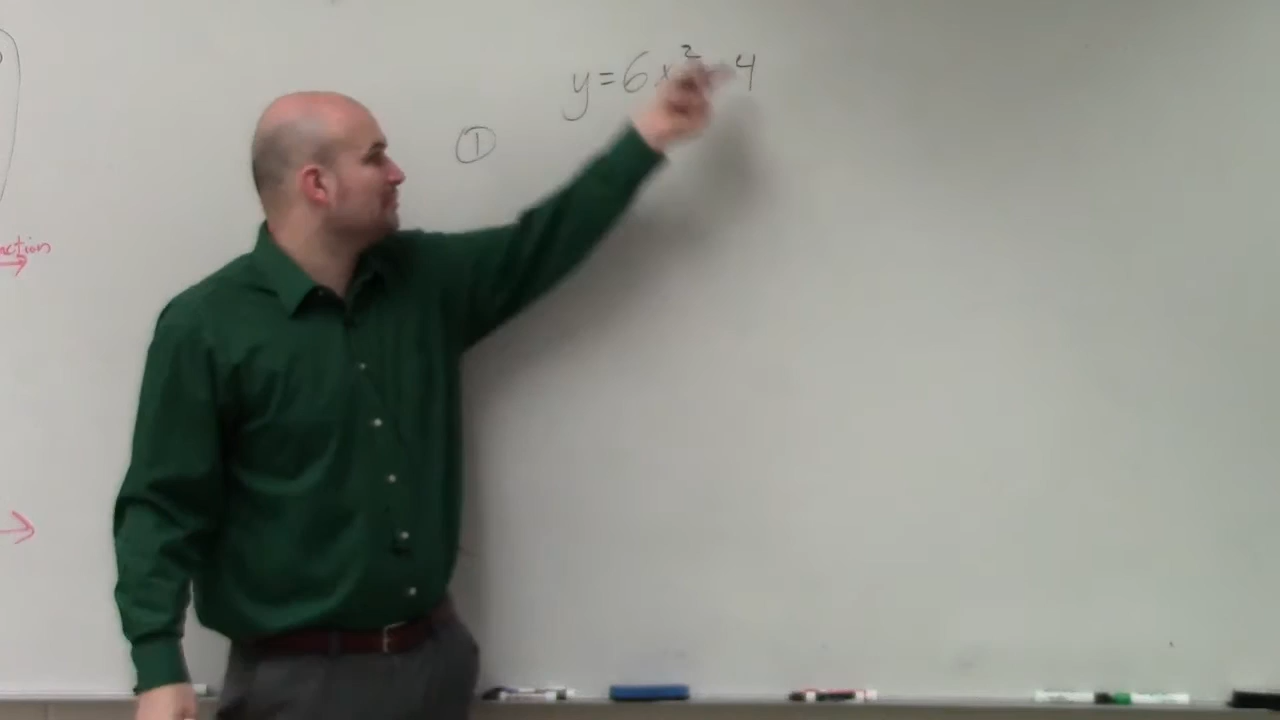 y=6x² 4
①
nction